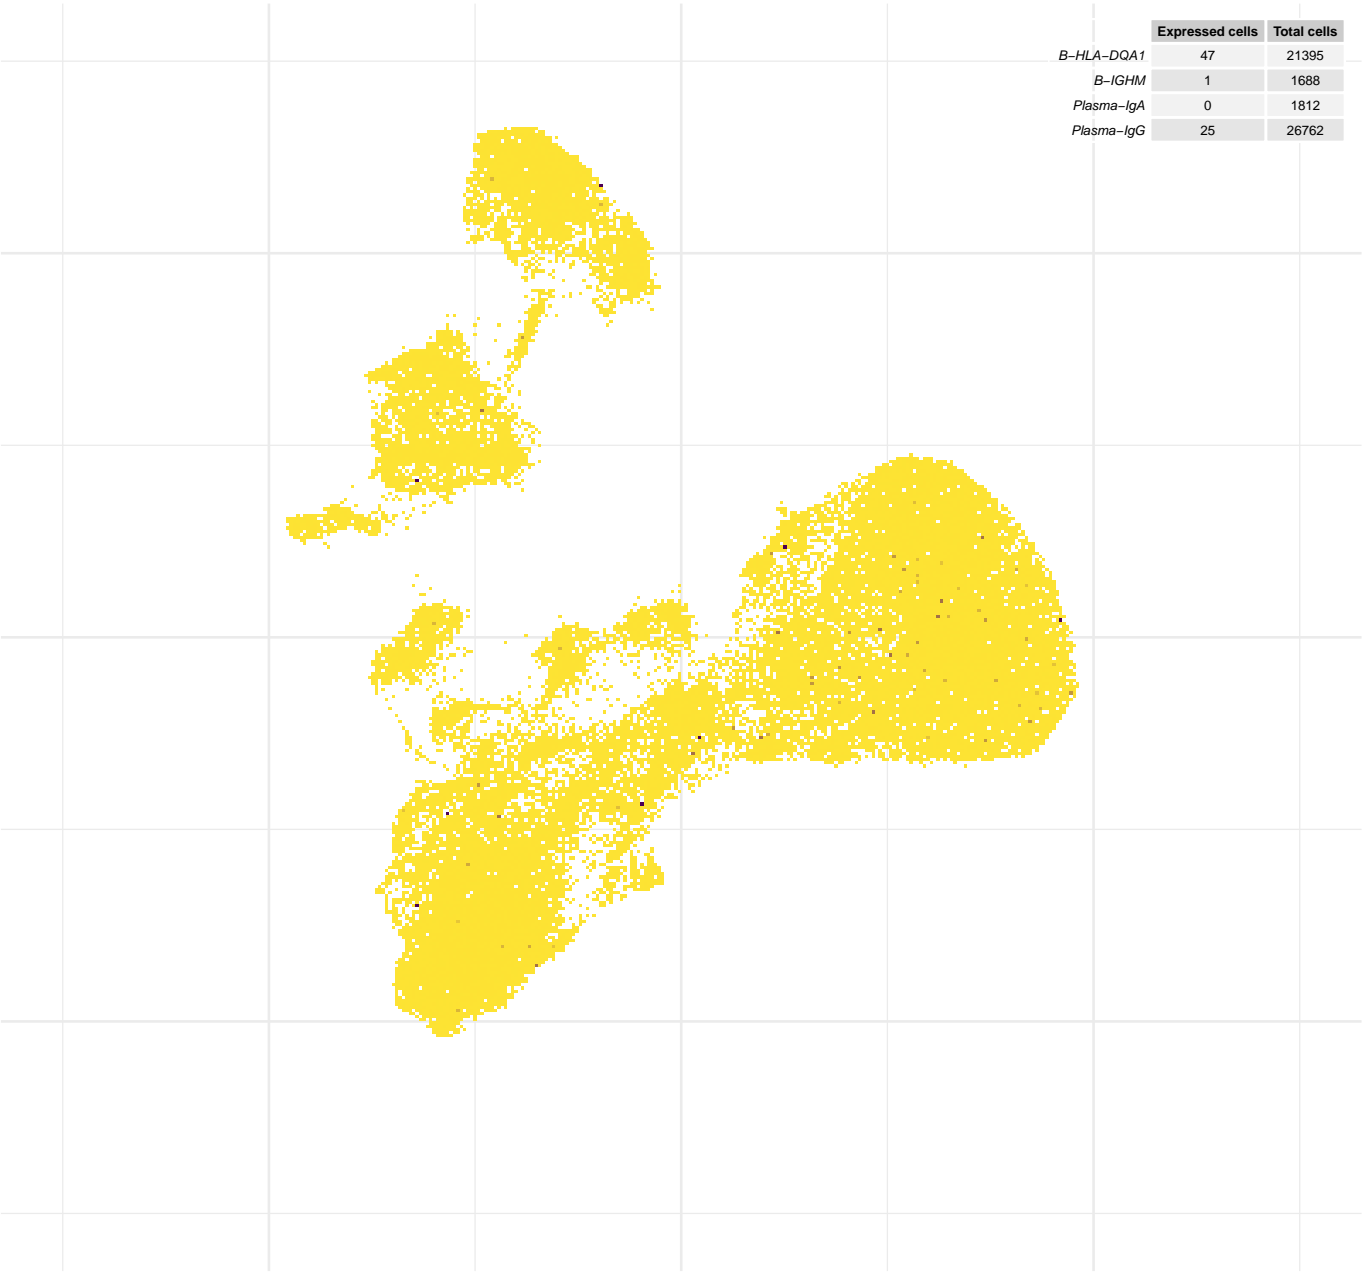 Expressed cells Total cells
B−HLA−DQA1 47 21395
B−IGHM 1 1688
Plasma−IgA 0 1812
Plasma−IgG 25 26762